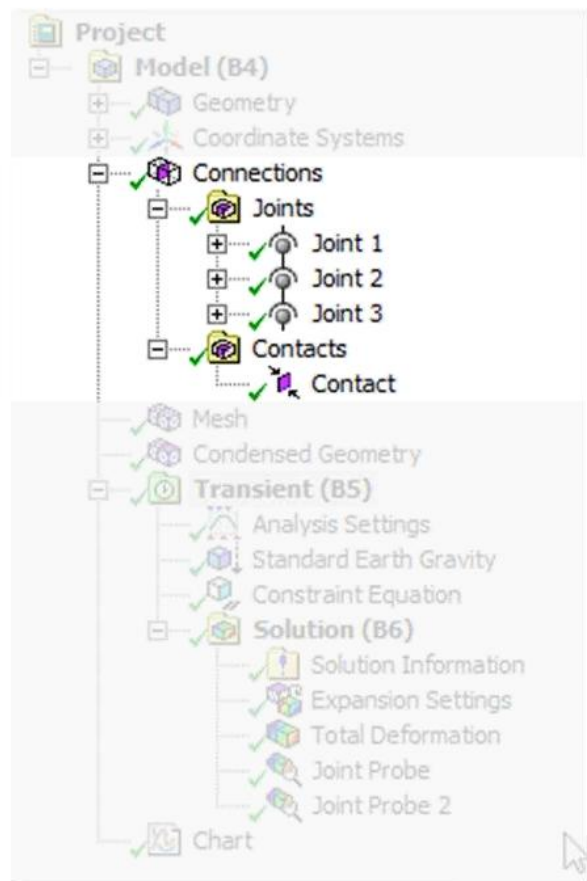 Project
Model (B4)
Geometry
Coordinate Systems
Connections
Joints
Joint 1
Joint 2
Joint 3
Contacts
Contact
Mesh
Condensed Geometry
Transient (B5)
Analysis Settings
Standard Earth Gravity
Constraint Equation
Solution (B6)
Solution Information
Expansion Settings
Total Deformation
Joint Probe
Joint Probe 2
Chart